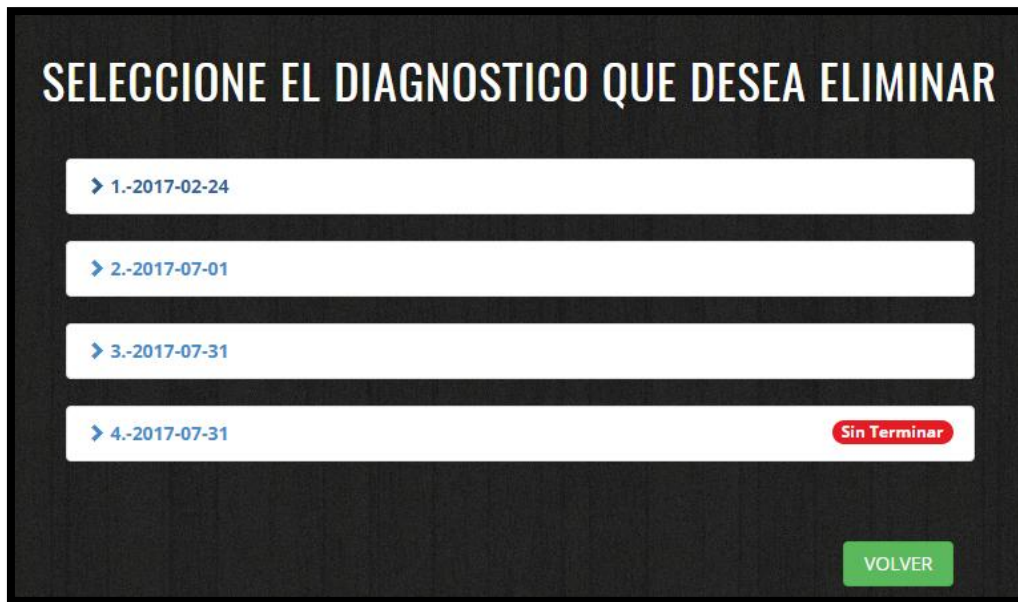 SELECCIONE EL DIAGNOSTICO QUE DESEA ELIMINAR
1.-2017-02-24
2.-2017-07-01
3.-2017-07-31
4.-2017-07-31 Sin Terminar
VOLVER